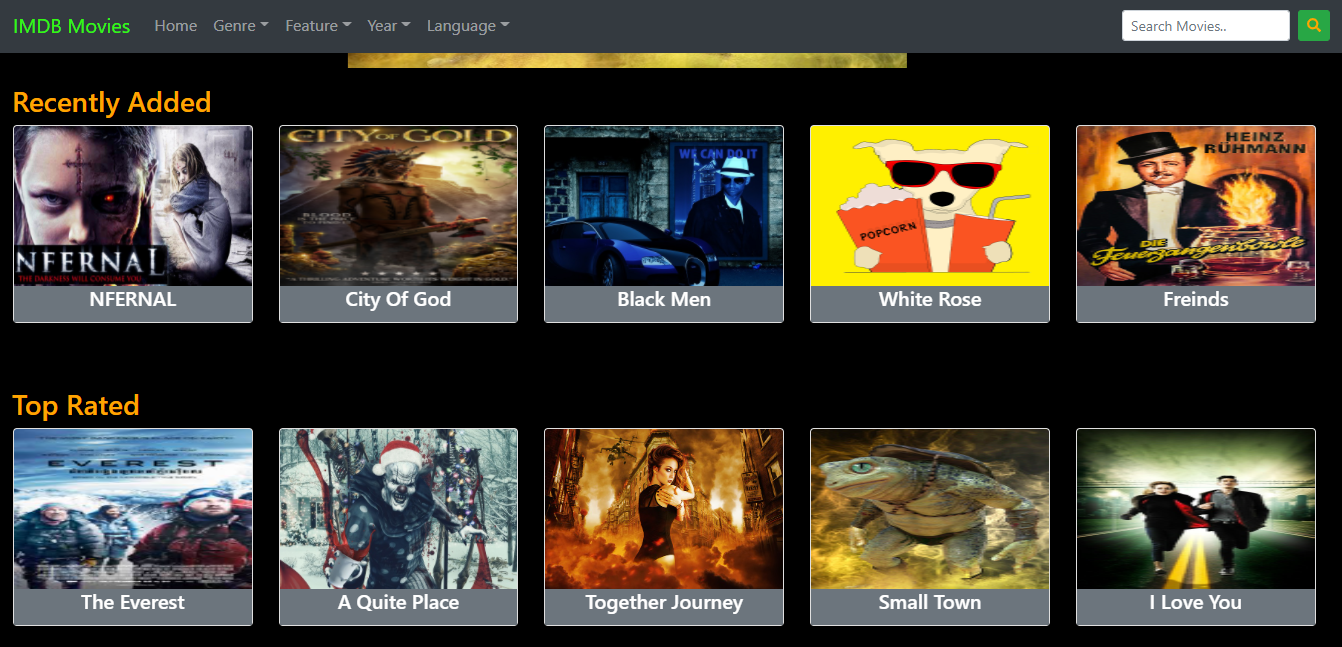 IMDB Movies Home Genre Feature Year Language Search Movies..
Recently Added
NFERNAL
THE DARKNESS WILL CONSUME YOU
CITY OF GOLD
BLOOD
WE CAN DO IT
POPCORN
HEINZ
RÜHMANN
DIE
Feuerzangenbowle
NFERNAL City Of God Black Men White Rose Freinds
Top Rated
EVEREST
The Everest A Quite Place Together Journey Small Town I Love You